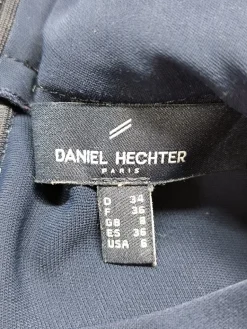 DANIEL HECHTER
PARIS
D 34
F 36
GB 8
ES 36
USA 6